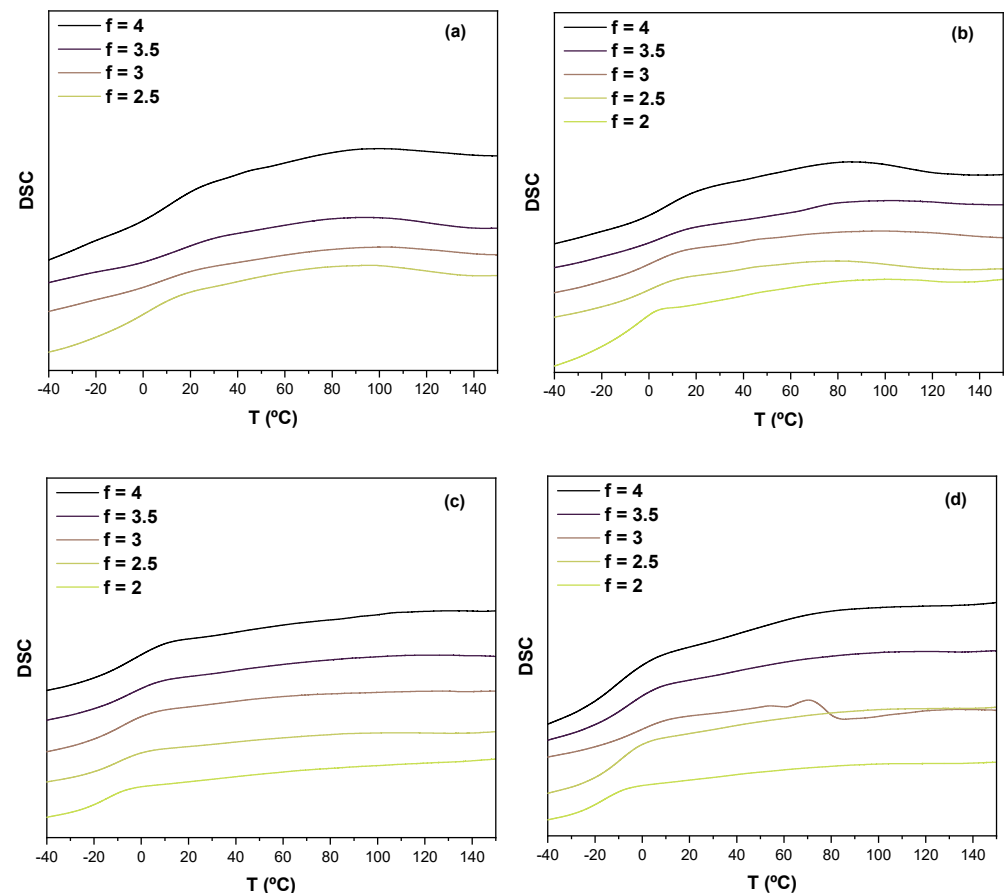 (a)
f = 4
f = 3.5
f = 3
f = 2.5
DSC
-40 -20 0 20 40 60 80 100 120 140
T (ºC)
(b)
f = 4
f = 3.5
f = 3
f = 2.5
f = 2
DSC
-40 -20 0 20 40 60 80 100 120 140
T (ºC)
(c)
f = 4
f = 3.5
f = 3
f = 2.5
f = 2
DSC
-40 -20 0 20 40 60 80 100 120 140
T (ºC)
(d)
f = 4
f = 3.5
f = 3
f = 2.5
f = 2
DSC
-40 -20 0 20 40 60 80 100 120 140
T (ºC)